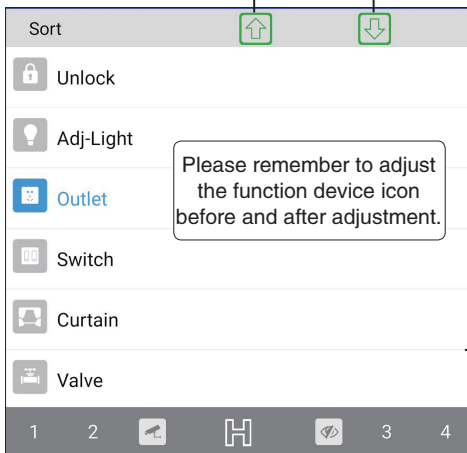 Sort
Unlock
Adj-Light
Please remember to adjust
the function device icon
before and after adjustment.
Outlet
Switch
Curtain
Valve
1 2 H 3 4